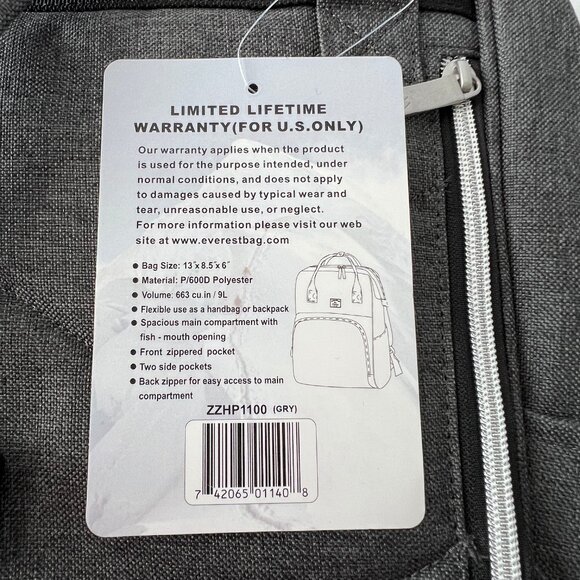 LIMITED LIFETIME
WARRANTY(FOR U.S.ONLY)
Our warranty applies when the product
is used for the purpose intended, under
normal conditions, and does not apply
to damages caused by typical wear and
tear, unreasonable use, or neglect.
For more information please visit our web
site at www.everestbag.com
● Bag Size: 13"x 8.5"x 6"
● Material: P/600D Polyester
● Volume: 663 cu.in / 9L
● Flexible use as a handbag or backpack
● Spacious main compartment with
fish - mouth opening
● Front zippered pocket
● Two side pockets
● Back zipper for easy access to main
compartment
ZZHP1100 (GRY)
7 42065 01140 8